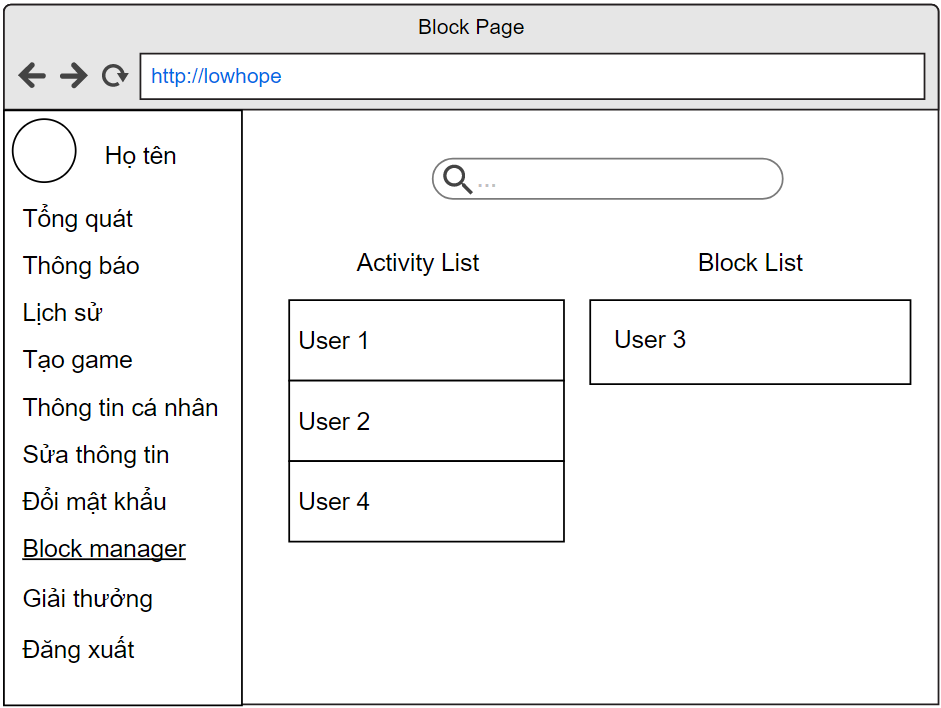 Block Page
http://lowhope
Họ tên
Tổng quát
Thông báo
Lịch sử
Tạo game
Thông tin cá nhân
Sửa thông tin
Đổi mật khẩu
Block manager
Giải thưởng
Đăng xuất
...
Activity List
User 1
User 2
User 4
Block List
User 3